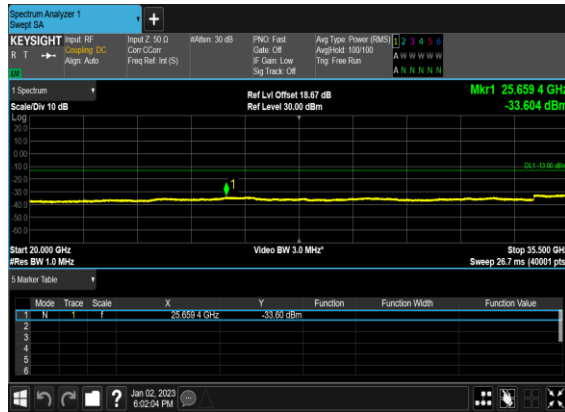 Spectrum Analyzer 1
Swept SA
+
KEYSIGHT Input: RF Input Z: 50 Ω #Atten: 30 dB PNO: Fast Avg Type: Power (RMS) 1 2 3 4 5 6
R T Coupling: DC Corr CCorr Gate: Off Avg|Hold: 100/100 A W W W W W
Align: Auto Freq Ref: Int (S) IF Gain: Low Trig: Free Run
Sig Track: Off A N N N N N
1 Spectrum Ref Lvl Offset 18.67 dB Mkr1 25.659 4 GHz
Scale/Div 10 dB Ref Level 30.00 dBm -33.604 dBm
Log
20.0
10.0
0.00
-10.0 DL1 -13.00 dBm
-20.0
-30.0 1
-40.0
-50.0
-60.0
Start 20.000 GHz Video BW 3.0 MHz* Stop 35.500 GHz
#Res BW 1.0 MHz Sweep 26.7 ms (40001 pts)
5 Marker Table
Mode Trace Scale X Y Function Function Width Function Value
1 N 1 f 25.659 4 GHz -33.60 dBm
2
3
4
5
6
? Jan 02, 2023
6:02:04 PM